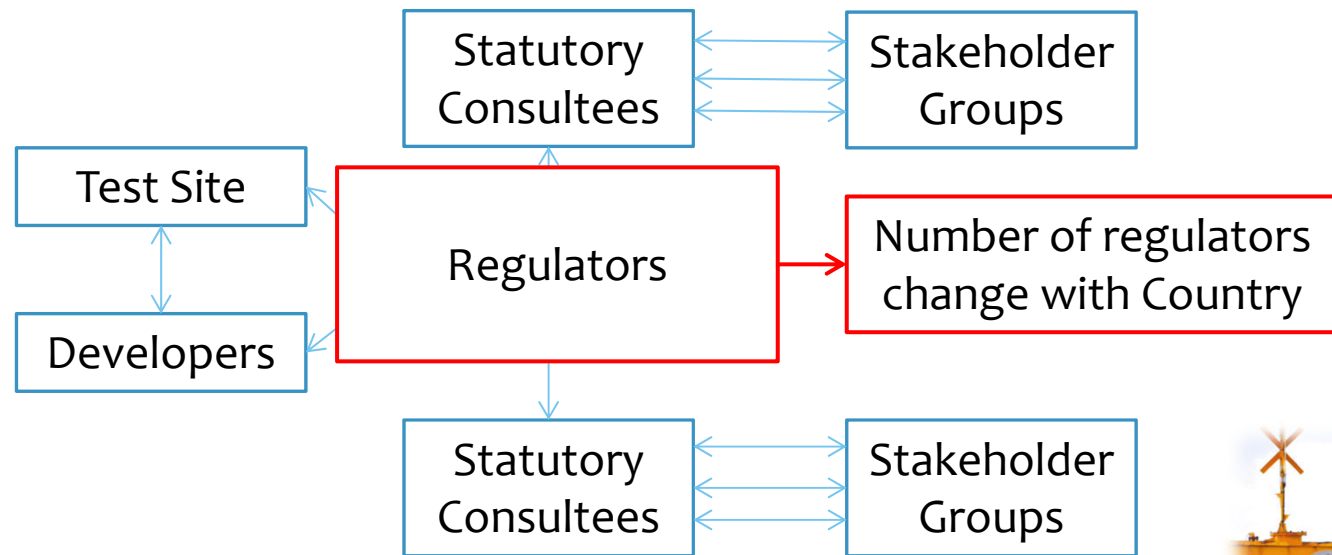 Statutory
Consultees
Stakeholder
Groups
Test Site
Regulators
Number of regulators
change with Country
Developers
Statutory
Consultees
Stakeholder
Groups